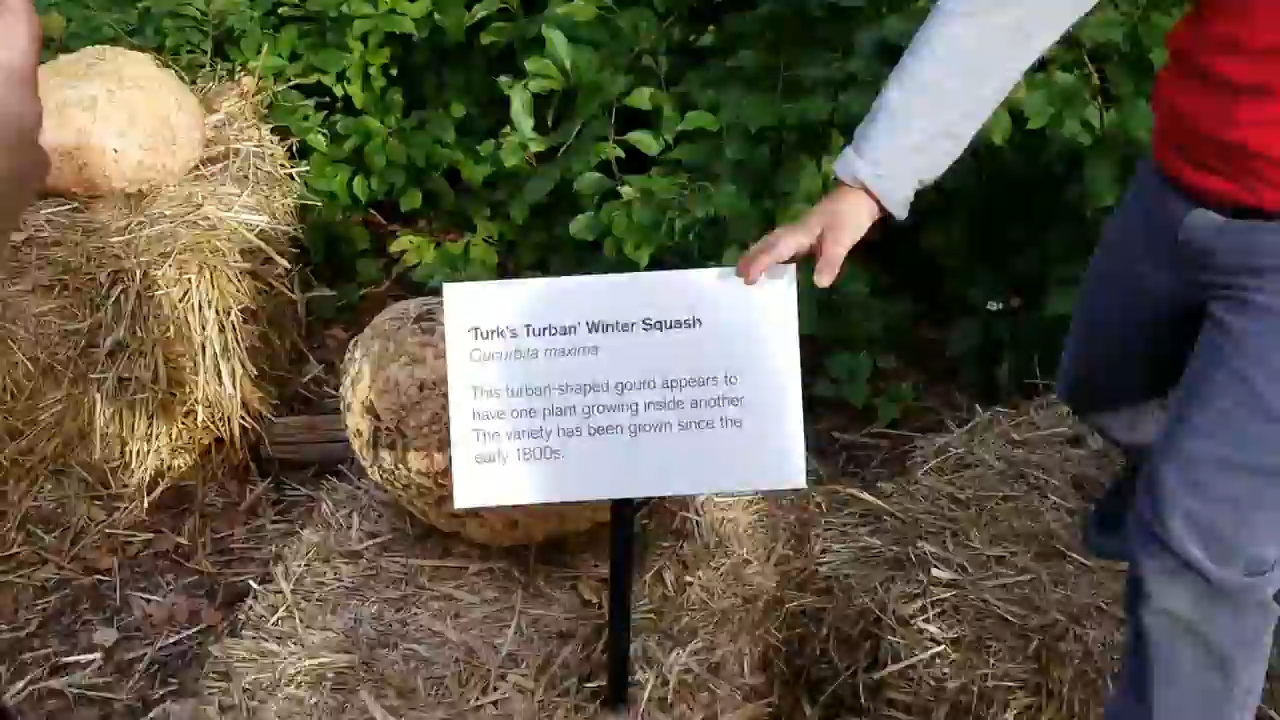 'Turk's Turban' Winter Squash
Cucurbita maxima
This turban-shaped gourd appears to
have one plant growing inside another.
The variety has been grown since the
early 1800s.